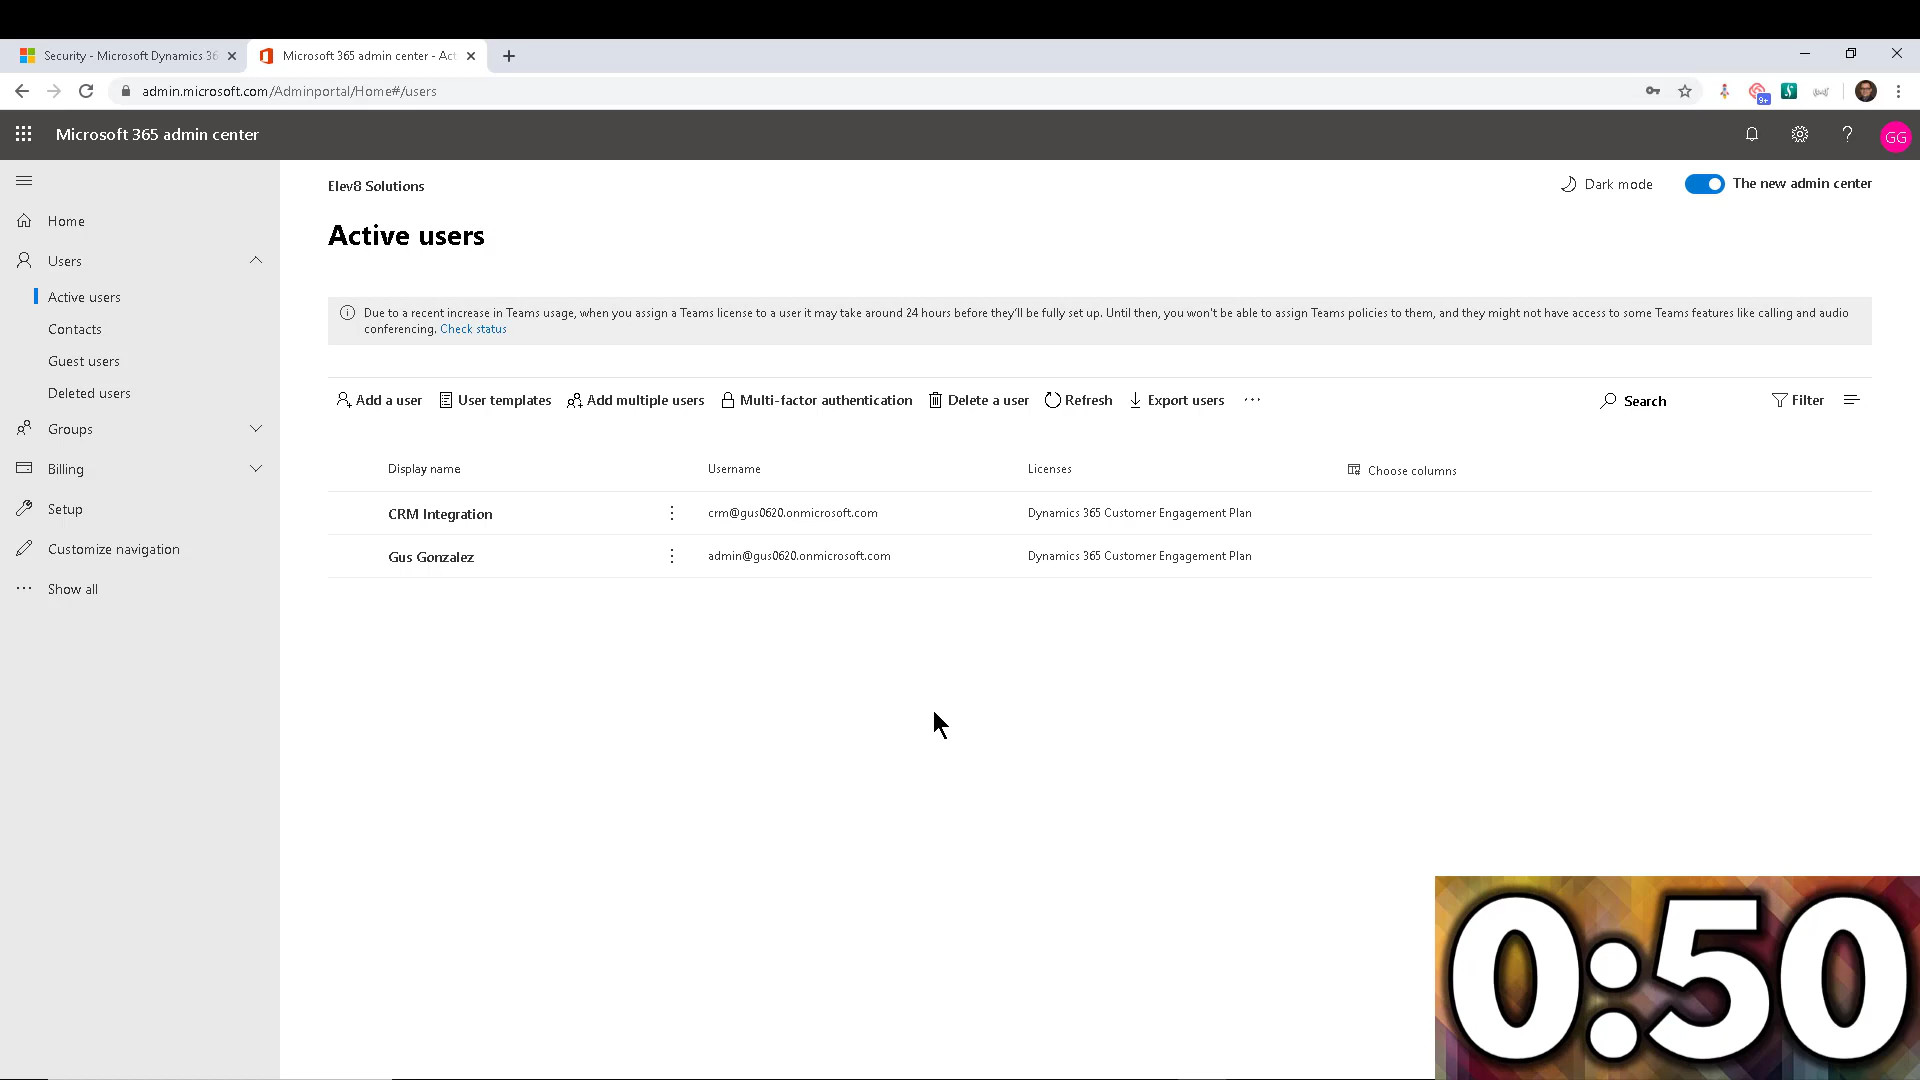 Security - Microsoft Dynamics 36
Microsoft 365 admin center - Act
admin.microsoft.com/Adminportal/Home#/users
9+
Microsoft 365 admin center
GG
Elev8 Solutions
Dark mode
The new admin center
Home
Users
Active users
Contacts
Guest users
Deleted users
Groups
Billing
Setup
Customize navigation
Show all
Active users
Due to a recent increase in Teams usage, when you assign a Teams license to a user it may take around 24 hours before they'll be fully set up. Until then, you won't be able to assign Teams policies to them, and they might not have access to some Teams features like calling and audio
conferencing. Check status
Add a user User templates Add multiple users Multi-factor authentication Delete a user Refresh Export users Search Filter
Display name Username Licenses Choose columns
CRM Integration crm@gus0620.onmicrosoft.com Dynamics 365 Customer Engagement Plan
Gus Gonzalez admin@gus0620.onmicrosoft.com Dynamics 365 Customer Engagement Plan
0:50